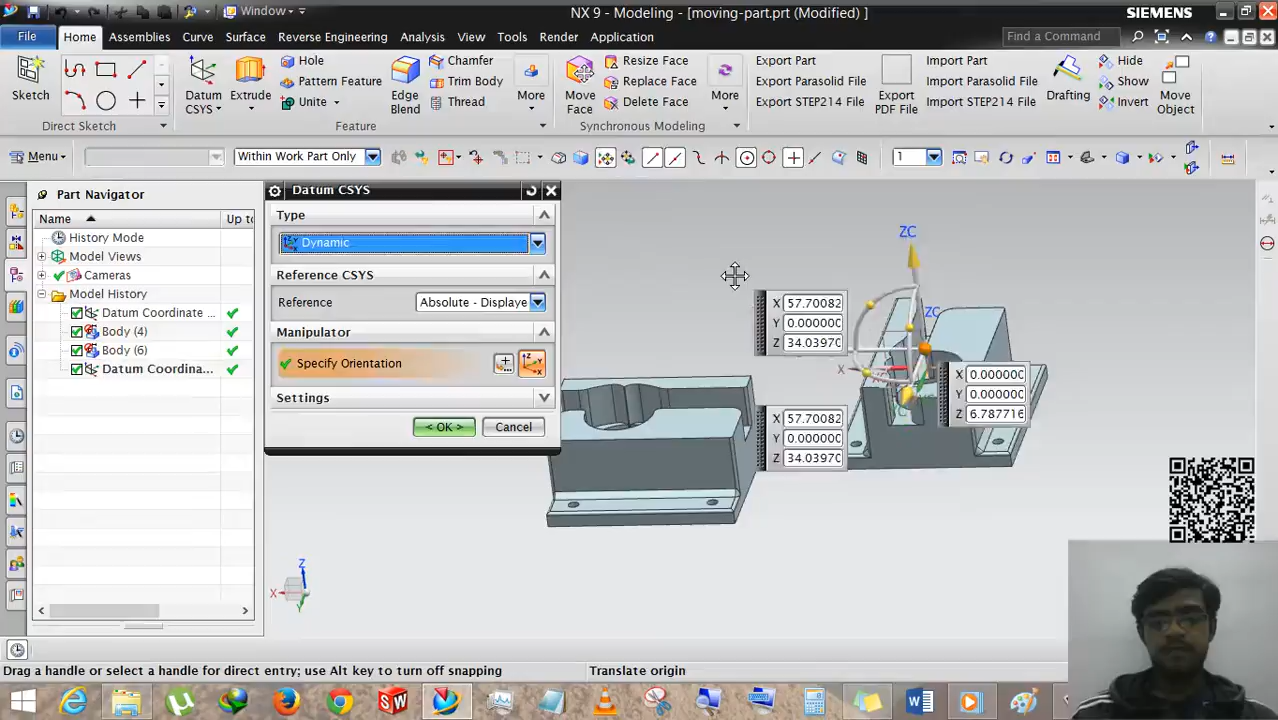 Window
NX 9 - Modeling - [moving-part.prt (Modified) ]
SIEMENS
File
Home
Assemblies
Curve
Surface
Reverse Engineering
Analysis
View
Tools
Render
Application
Find a Command
Sketch
Direct Sketch
Datum
CSYS
Extrude
Hole
Pattern Feature
Unite
Edge
Blend
Chamfer
Trim Body
Thread
More
Feature
Move
Face
Resize Face
Replace Face
Delete Face
More
Synchronous Modeling
Export Part
Export Parasolid File
Export STEP214 File
Export
PDF File
Import Part
Import Parasolid File
Import STEP214 File
Drafting
Hide
Show
Invert
Move
Object
Menu
Within Work Part Only
1
Part Navigator
Name
Up to
History Mode
Model Views
Cameras
Model History
Datum Coordinate ...
Body (4)
Body (6)
Datum Coordina...
Datum CSYS
Type
Dynamic
Reference CSYS
Reference
Absolute - Displaye
Manipulator
Specify Orientation
Settings
< OK >
Cancel
ZC
ZC
X 57.70082
Y 0.000000
Z 34.03970
X
X 0.000000
Y 0.000000
Z 6.787716
X 57.70082
Y 0.000000
Z 34.03970
Z
X
Y
Drag a handle or select a handle for direct entry; use Alt key to turn off snapping
Translate origin